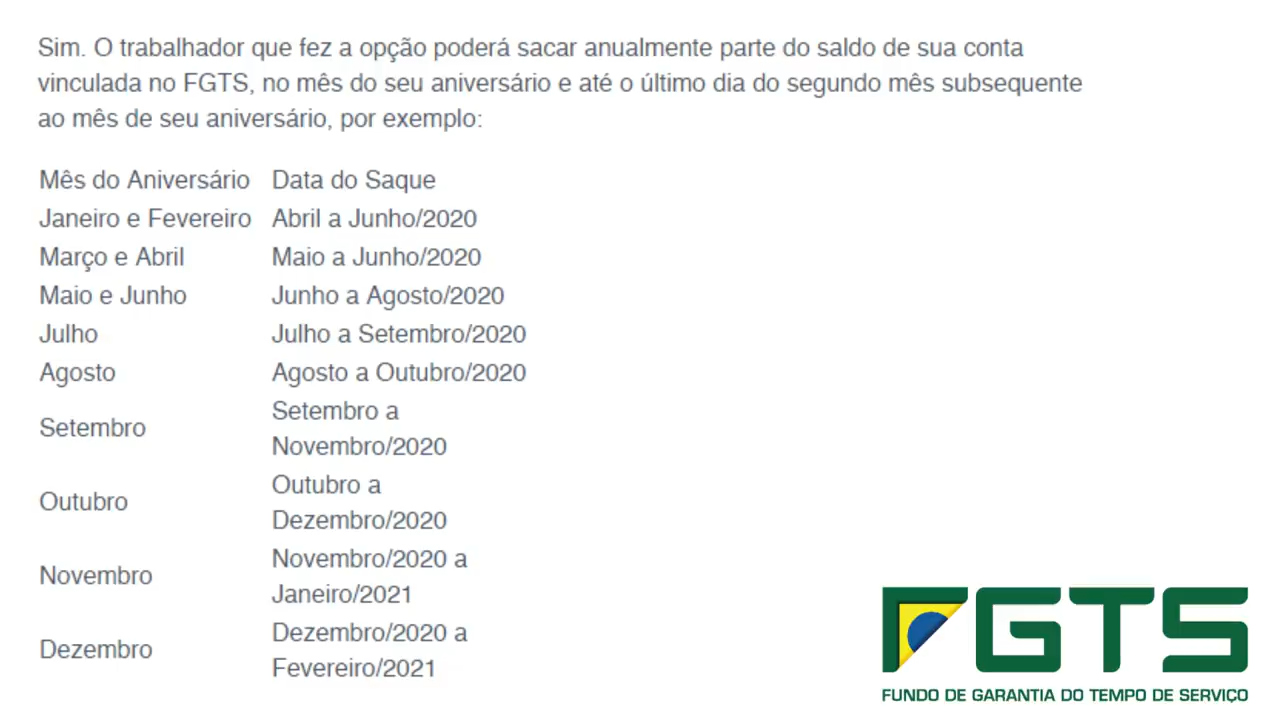 Sim. O trabalhador que fez a opção poderá sacar anualmente parte do saldo de sua conta
vinculada no FGTS, no mês do seu aniversário e até o último dia do segundo mês subsequente
ao mês de seu aniversário, por exemplo:
Mês do Aniversário Data do Saque
Janeiro e Fevereiro Abril a Junho/2020
Março e Abril Maio a Junho/2020
Maio e Junho Junho a Agosto/2020
Julho Julho a Setembro/2020
Agosto Agosto a Outubro/2020
Setembro Setembro a
Novembro/2020
Outubro Outubro a
Dezembro/2020
Novembro Novembro/2020 a
Janeiro/2021
Dezembro Dezembro/2020 a
Fevereiro/2021
FGTS
FUNDO DE GARANTIA DO TEMPO DE SERVIÇO